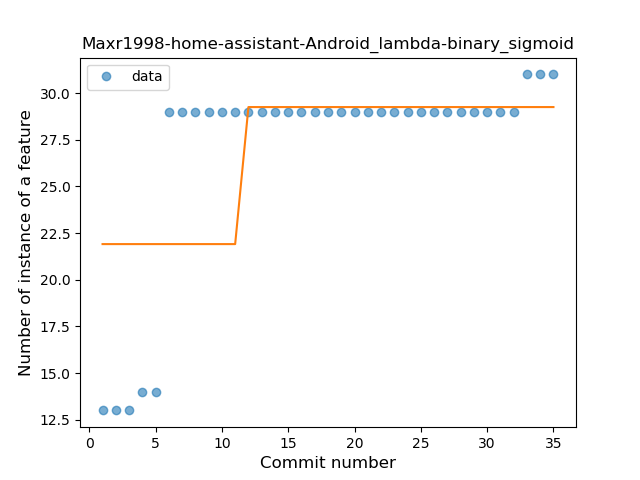 Maxr1998-home-assistant-Android_lambda-binary_sigmoid
data
Number of instance of a feature
30.0
27.5
25.0
22.5
20.0
17.5
15.0
12.5
0 5 10 15 20 25 30 35
Commit number